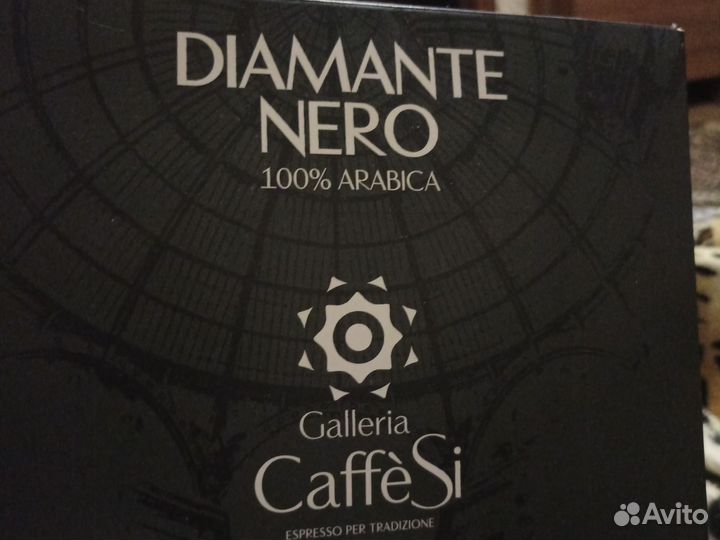 DIAMANTE
NERO
100% ARABICA
Galleria
CaffèSi
ESPRESSO PER TRADIZIONE
Avito